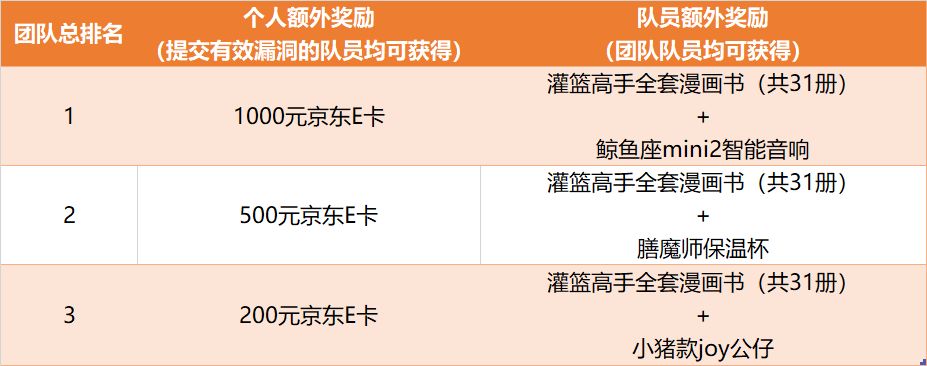 团队总排名
个人额外奖励
（提交有效漏洞的队员均可获得）
队员额外奖励
（团队队员均可获得）
1
1000元京东E卡
灌篮高手全套漫画书（共31册）
+
鲸鱼座mini2智能音响
2
500元京东E卡
灌篮高手全套漫画书（共31册）
+
膳魔师保温杯
3
200元京东E卡
灌篮高手全套漫画书（共31册）
+
小猪款joy公仔